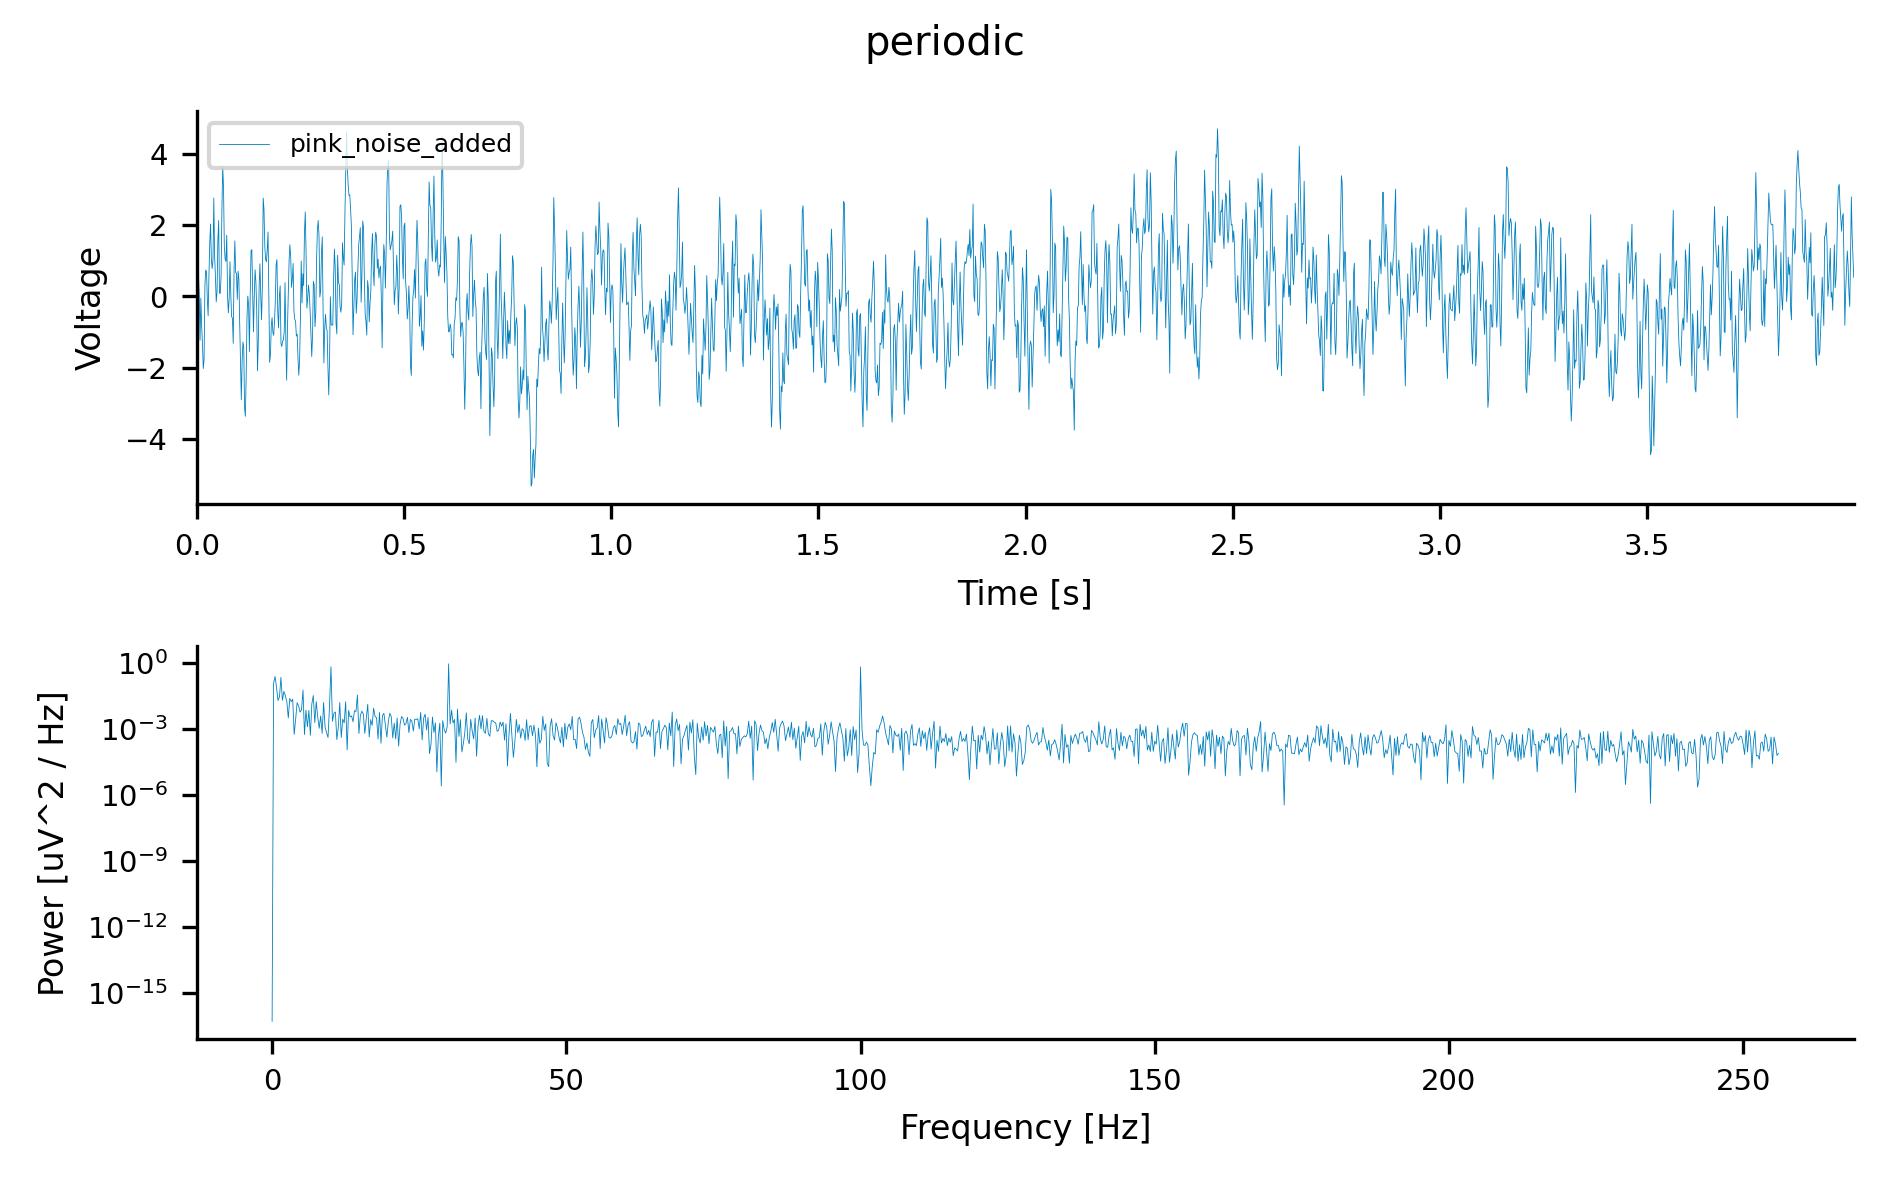 periodic
pink_noise_added
Voltage
4
2
0
−2
−4
0.0 0.5 1.0 1.5 2.0 2.5 3.0 3.5
Time [s]
Power [uV^2 / Hz]
10⁰
10⁻³
10⁻⁶
10⁻⁹
10⁻¹²
10⁻¹⁵
0 50 100 150 200 250
Frequency [Hz]